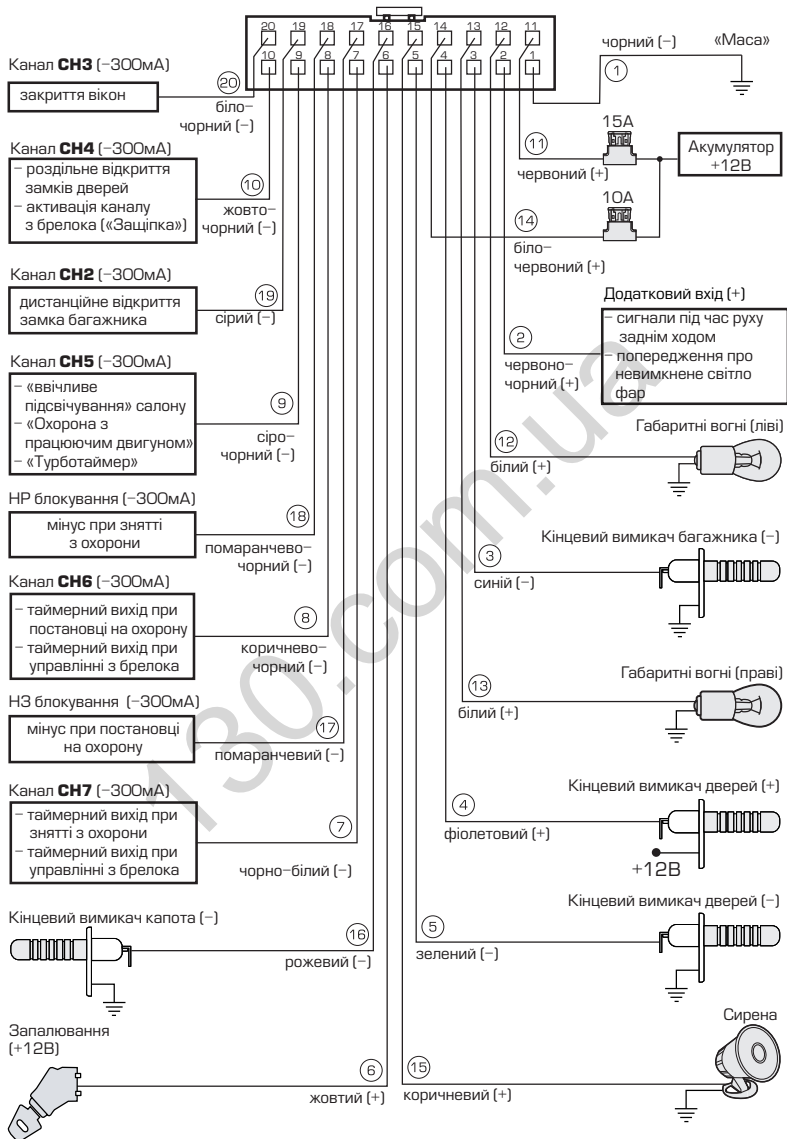 20 19 18 17 16 15 14 13 12 11
10 9 8 7 6 5 4 3 2 1
Канал CH3 (–300мА)
закриття вікон
20
біло–
чорний (–)
Канал CH4 (–300мА)
– роздільне відкриття
замків дверей
– активація каналу
з брелока («Защіпка»)
10
жовто–
чорний (–)
Канал CH2 (–300мА)
дистанційне відкриття
замка багажника
19
сірий (–)
Канал CH5 (–300мА)
– «ввічливе
підсвічування» салону
– «Охорона з
працюючим двигуном»
– «Турботаймер»
9
сіро–
чорний (–)
НР блокування (–300мА)
мінус при знятті
з охорони
18
помаранчево–
чорний (–)
Канал CH6 (–300мА)
– таймерний вихід при
постановці на охорону
– таймерний вихід при
управлінні з брелока
8
коричнево–
чорний (–)
НЗ блокування (–300мА)
мінус при постановці
на охорону
17
помаранчевий (–)
Канал CH7 (–300мА)
– таймерний вихід при
знятті з охорони
– таймерний вихід при
управлінні з брелока
7
чорно–білий (–)
Кінцевий вимикач капота (–)
16
рожевий (–)
Запалювання
(+12В)
6
жовтий (+)
чорний (–)
«Маса»
1
15А
11
червоний (+)
Акумулятор
+12В
10А
14
біло–
червоний (+)
Додатковий вхід (+)
– сигнали під час руху
заднім ходом
– попередження про
невимкнене світло
фар
2
червоно–
чорний (+)
Габаритні вогні (ліві)
12
білий (+)
Кінцевий вимикач багажника (–)
3
синій (–)
Габаритні вогні (праві)
13
білий (+)
Кінцевий вимикач дверей (+)
4
фіолетовий (+)
+12В
Кінцевий вимикач дверей (–)
5
зелений (–)
Сирена
15
коричневий (+)
130.com.ua